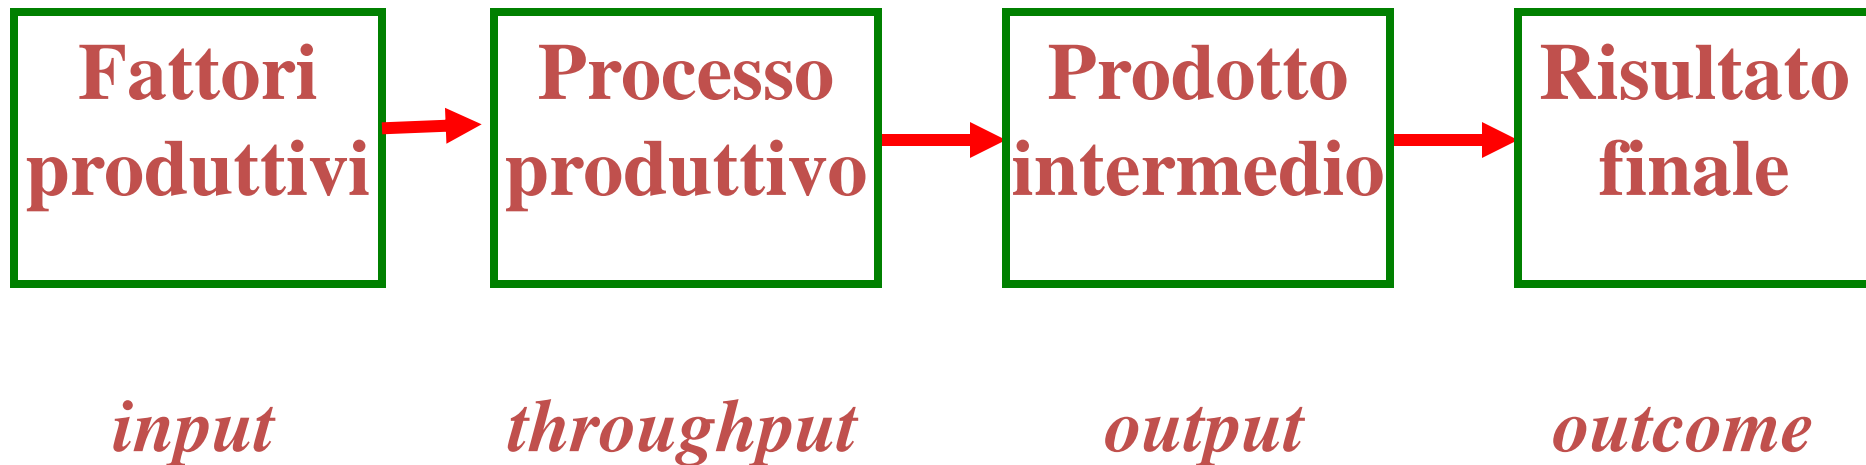 Fattori
produttivi
Processo
produttivo
Prodotto
intermedio
Risultato
finale
input
throughput
output
outcome